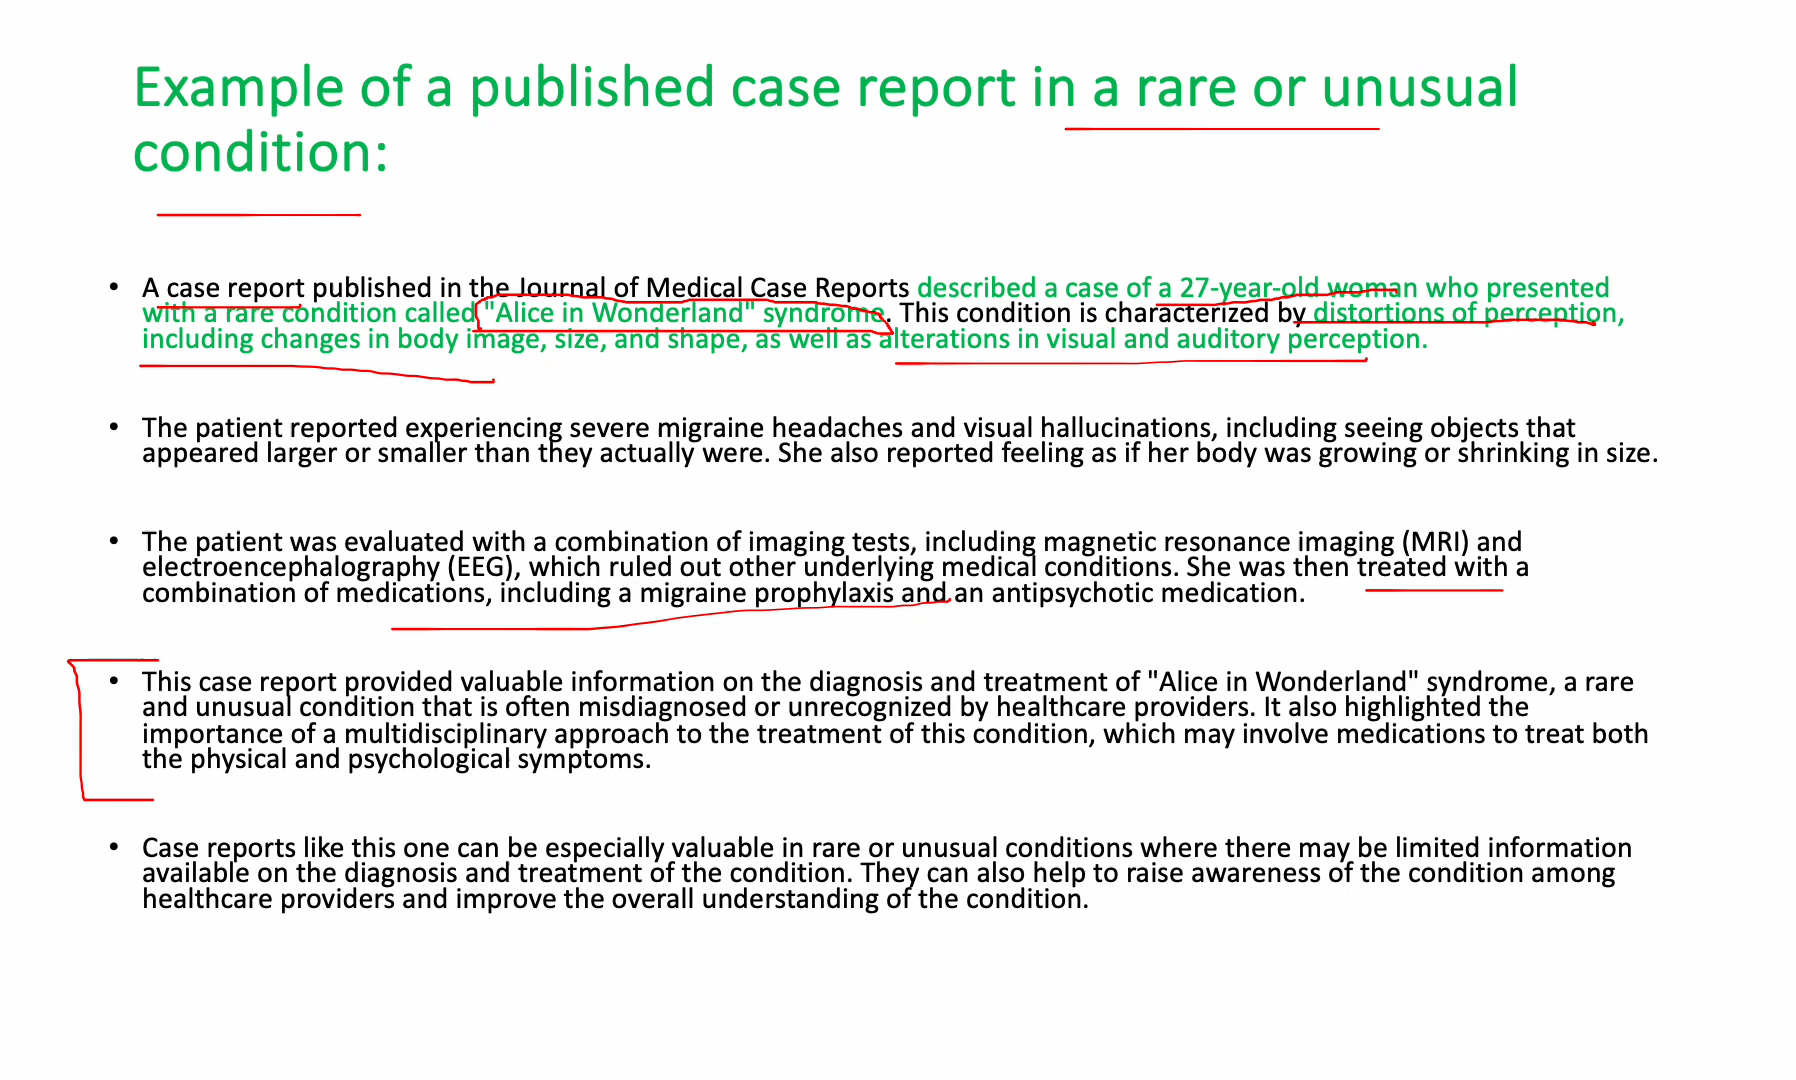 Example of a published case report in a rare or unusual
condition:
• A case report published in the Journal of Medical Case Reports described a case of a 27-year-old woman who presented
with a rare condition called "Alice in Wonderland" syndrome. This condition is characterized by distortions of perception,
including changes in body image, size, and shape, as well as alterations in visual and auditory perception.
• The patient reported experiencing severe migraine headaches and visual hallucinations, including seeing objects that
appeared larger or smaller than they actually were. She also reported feeling as if her body was growing or shrinking in size.
• The patient was evaluated with a combination of imaging tests, including magnetic resonance imaging (MRI) and
electroencephalography (EEG), which ruled out other underlying medical conditions. She was then treated with a
combination of medications, including a migraine prophylaxis and an antipsychotic medication.
• This case report provided valuable information on the diagnosis and treatment of "Alice in Wonderland" syndrome, a rare
and unusual condition that is often misdiagnosed or unrecognized by healthcare providers. It also highlighted the
importance of a multidisciplinary approach to the treatment of this condition, which may involve medications to treat both
the physical and psychological symptoms.
• Case reports like this one can be especially valuable in rare or unusual conditions where there may be limited information
available on the diagnosis and treatment of the condition. They can also help to raise awareness of the condition among
healthcare providers and improve the overall understanding of the condition.